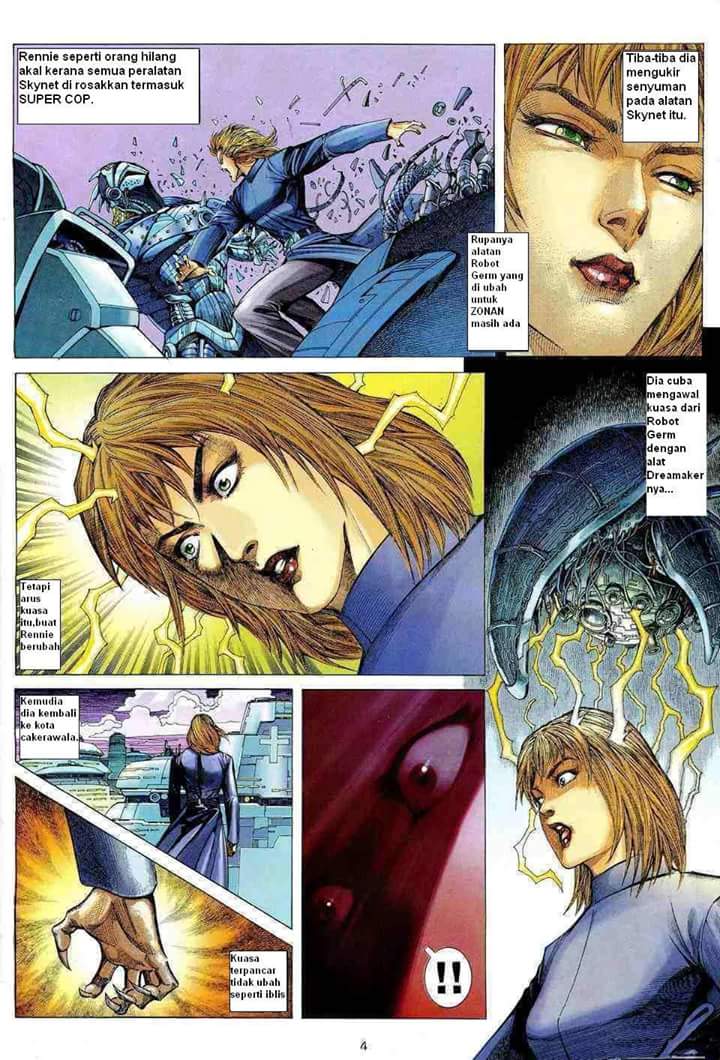 Rennie seperti orang hilang
akal kerana semua peralatan
Skynet di rosakkan termasuk
SUPER COP.
Tiba-tiba dia
mengukir
senyuman
pada alatan
Skynet itu.
Rupanya
alatan
Robot
Germ yang
di ubah
untuk
ZONAN
masih ada
Dia cuba
mengawal
kuasa dari
Robot
Germ
dengan
alat
Dreamaker
nya...
Tetapi
arus
kuasa
itu,buat
Rennie
berubah
Kemudia
dia kembali
ke kota
cakerawala.
Kuasa
terpancar
tidak ubah
seperti iblis
!!
4